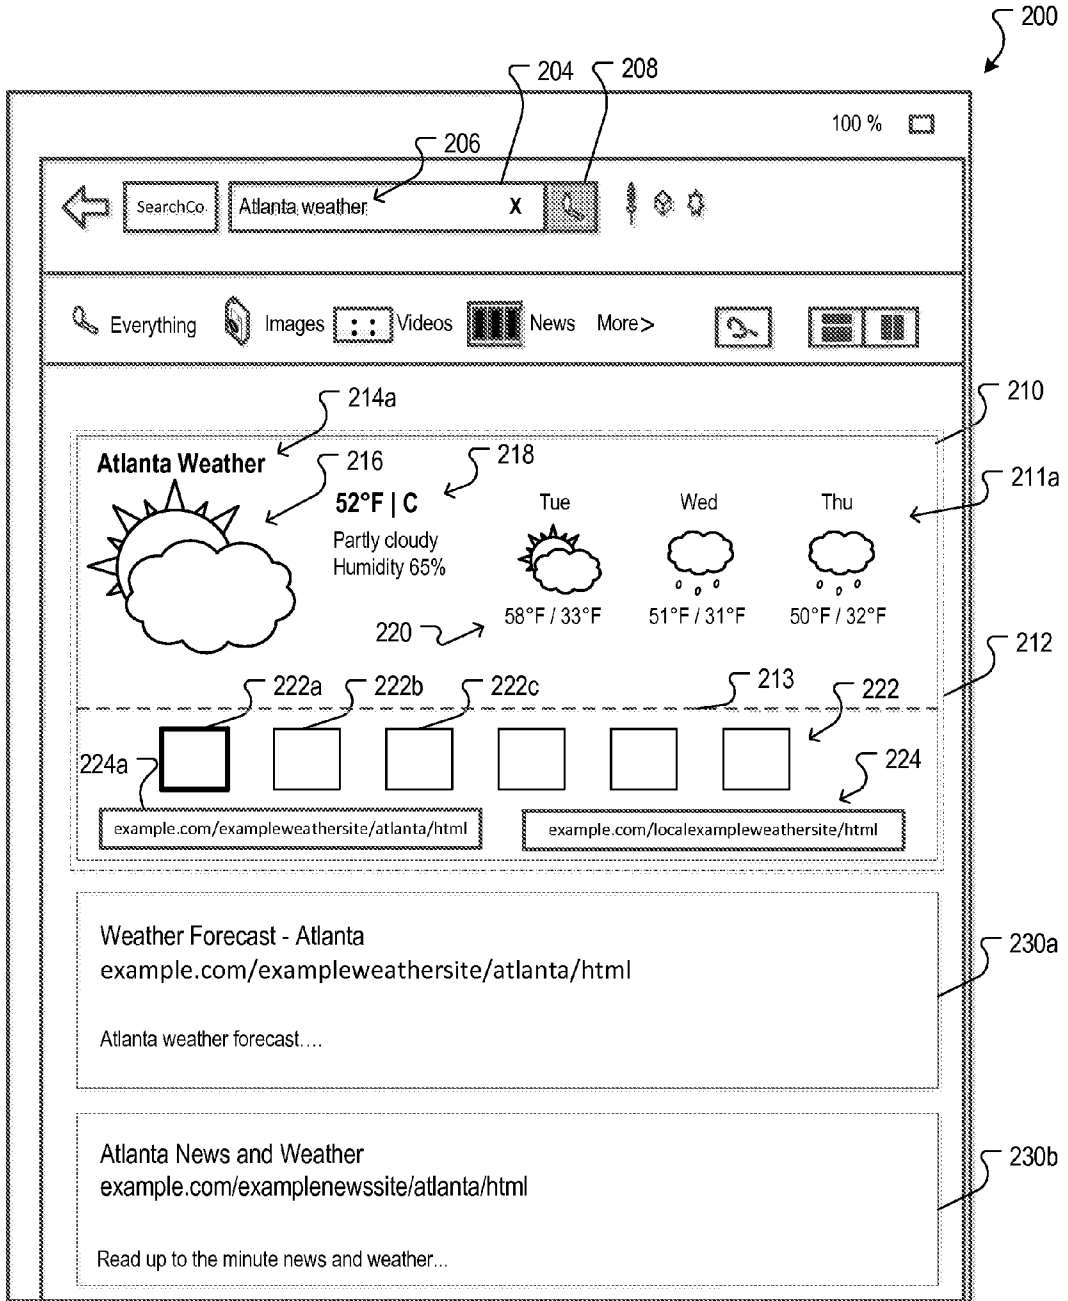 200
204
208
206
100 %
SearchCo.
Atlanta weather
X
Everything
Images
Videos
News
More>
214a
210
216
218
211a
Atlanta Weather
52°F | C
Partly cloudy
Humidity 65%
Tue
Wed
Thu
58°F / 33°F
51°F / 31°F
50°F / 32°F
220
212
222a
222b
222c
213
222
224a
224
example.com/exampleweathersite/atlanta/html
example.com/localexampleweathersite/html
Weather Forecast - Atlanta
example.com/exampleweathersite/atlanta/html
Atlanta weather forecast....
230a
Atlanta News and Weather
example.com/examplenewssite/atlanta/html
Read up to the minute news and weather...
230b